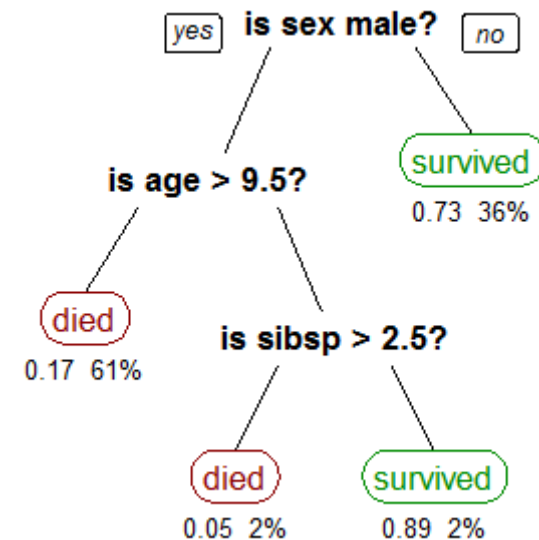 yes is sex male? no
survived
is age > 9.5?
0.73 36%
died
is sibsp > 2.5?
0.17 61%
died survived
0.05 2% 0.89 2%